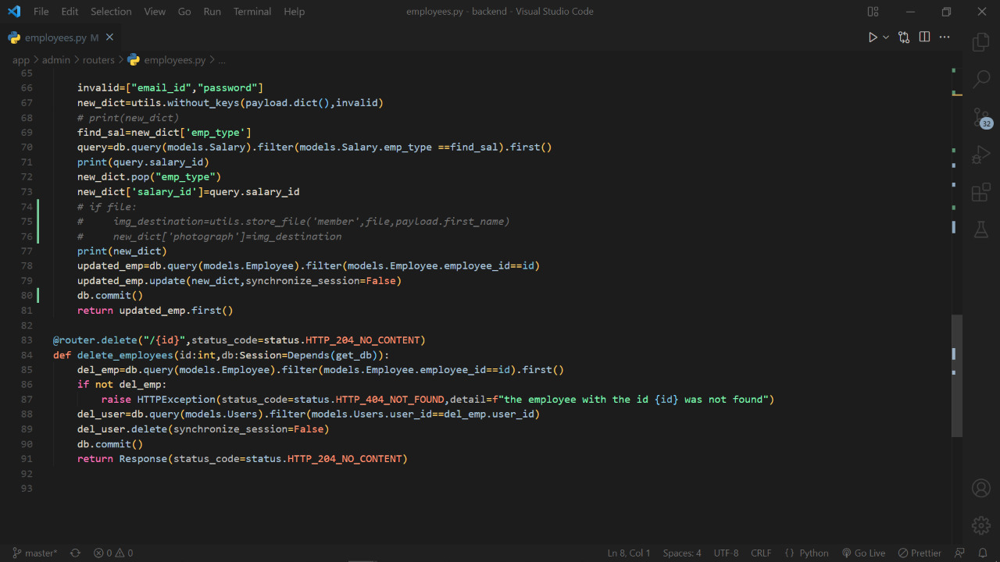 File Edit Selection View Go Run Terminal Help employees.py - backend - Visual Studio Code
employees.py M
app > admin > routers > employees.py > ...
65
66 invalid=["email_id","password"]
67 new_dict=utils.without_keys(payload.dict(),invalid)
68 # print(new_dict)
69 find_sal=new_dict['emp_type']
70 query=db.query(models.Salary).filter(models.Salary.emp_type ==find_sal).first()
71 print(query.salary_id)
72 new_dict.pop("emp_type")
73 new_dict['salary_id']=query.salary_id
74 # if file:
75 #     img_destination=utils.store_file('member',file,payload.first_name)
76 #     new_dict['photograph']=img_destination
77 print(new_dict)
78 updated_emp=db.query(models.Employee).filter(models.Employee.employee_id==id)
79 updated_emp.update(new_dict,synchronize_session=False)
80 db.commit()
81 return updated_emp.first()
82
83 @router.delete("/{id}",status_code=status.HTTP_204_NO_CONTENT)
84 def delete_employees(id:int,db:Session=Depends(get_db)):
85 del_emp=db.query(models.Employee).filter(models.Employee.employee_id==id).first()
86 if not del_emp:
87 raise HTTPException(status_code=status.HTTP_404_NOT_FOUND,detail=f"the employee with the id {id} was not found")
88 del_user=db.query(models.Users).filter(models.Users.user_id==del_emp.user_id)
89 del_user.delete(synchronize_session=False)
90 db.commit()
91 return Response(status_code=status.HTTP_204_NO_CONTENT)
92
93
32
master* 0 0 Ln 8, Col 1 Spaces: 4 UTF-8 CRLF {} Python Go Live Prettier